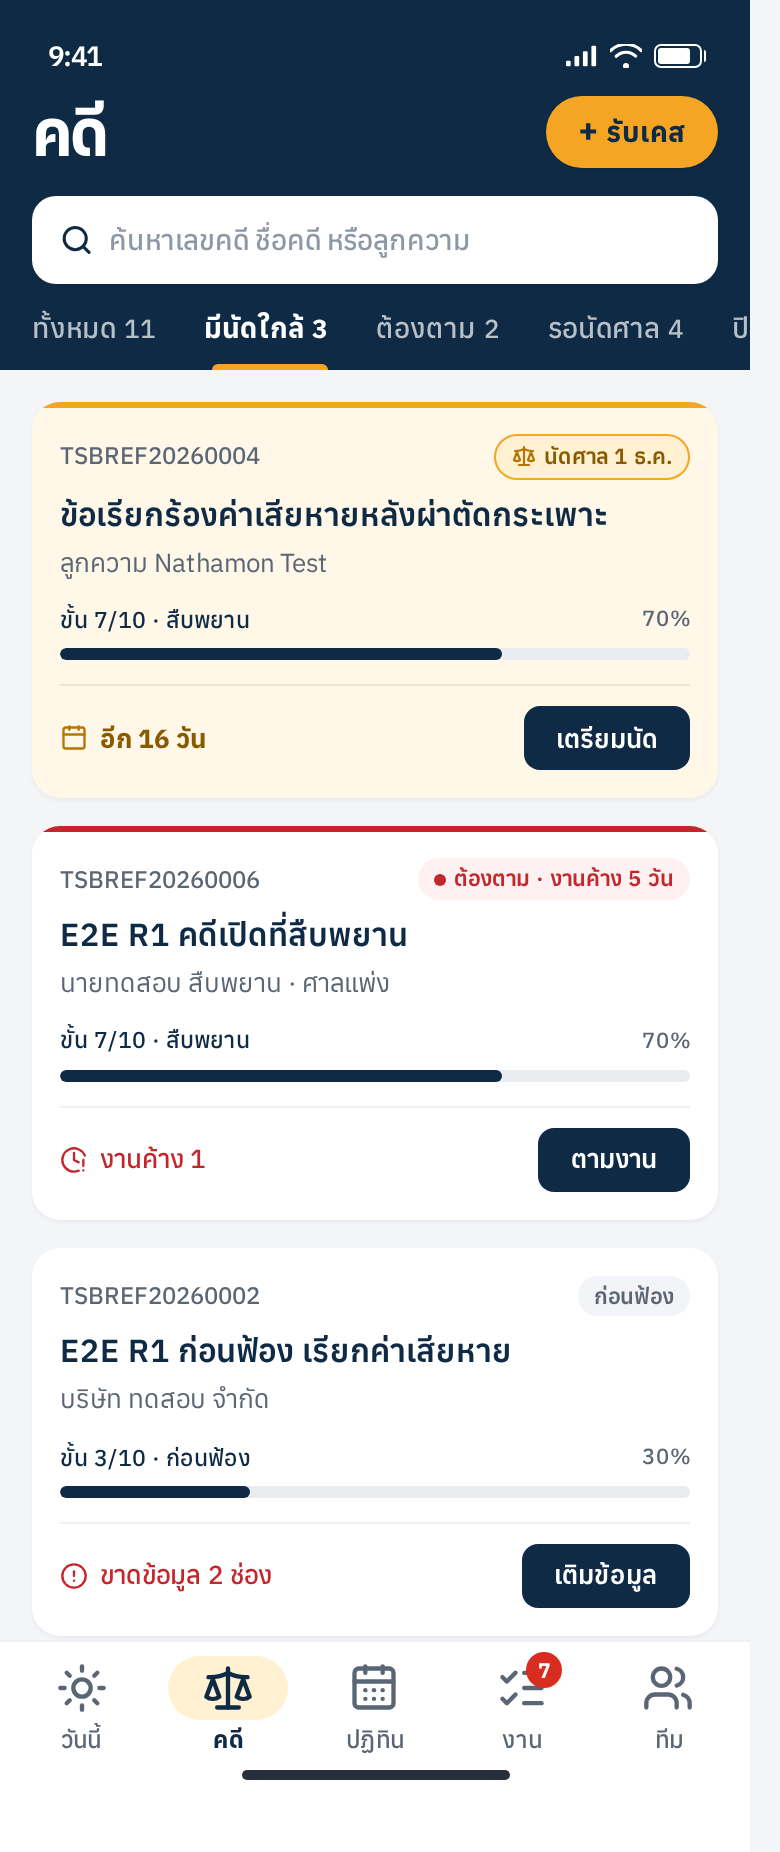 9:41
คดี
+ รับเคส
ค้นหาเลขคดี ชื่อคดี หรือลูกความ
ทั้งหมด 11 มีนัดใกล้ 3 ต้องตาม 2 รอนัดศาล 4 ปิ
TSBREF20260004 นัดศาล 1 ธ.ค.
ข้อเรียกร้องค่าเสียหายหลังผ่าตัดกระเพาะ
ลูกความ Nathamon Test
ขั้น 7/10 · สืบพยาน 70%
อีก 16 วัน เตรียมนัด
TSBREF20260006 ต้องตาม · งานค้าง 5 วัน
E2E R1 คดีเปิดที่สืบพยาน
นายทดสอบ สืบพยาน · ศาลแพ่ง
ขั้น 7/10 · สืบพยาน 70%
งานค้าง 1 ตามงาน
TSBREF20260002 ก่อนฟ้อง
E2E R1 ก่อนฟ้อง เรียกค่าเสียหาย
บริษัท ทดสอบ จำกัด
ขั้น 3/10 · ก่อนฟ้อง 30%
ขาดข้อมูล 2 ช่อง เติมข้อมูล
7
วันนี้ คดี ปฏิทิน งาน ทีม